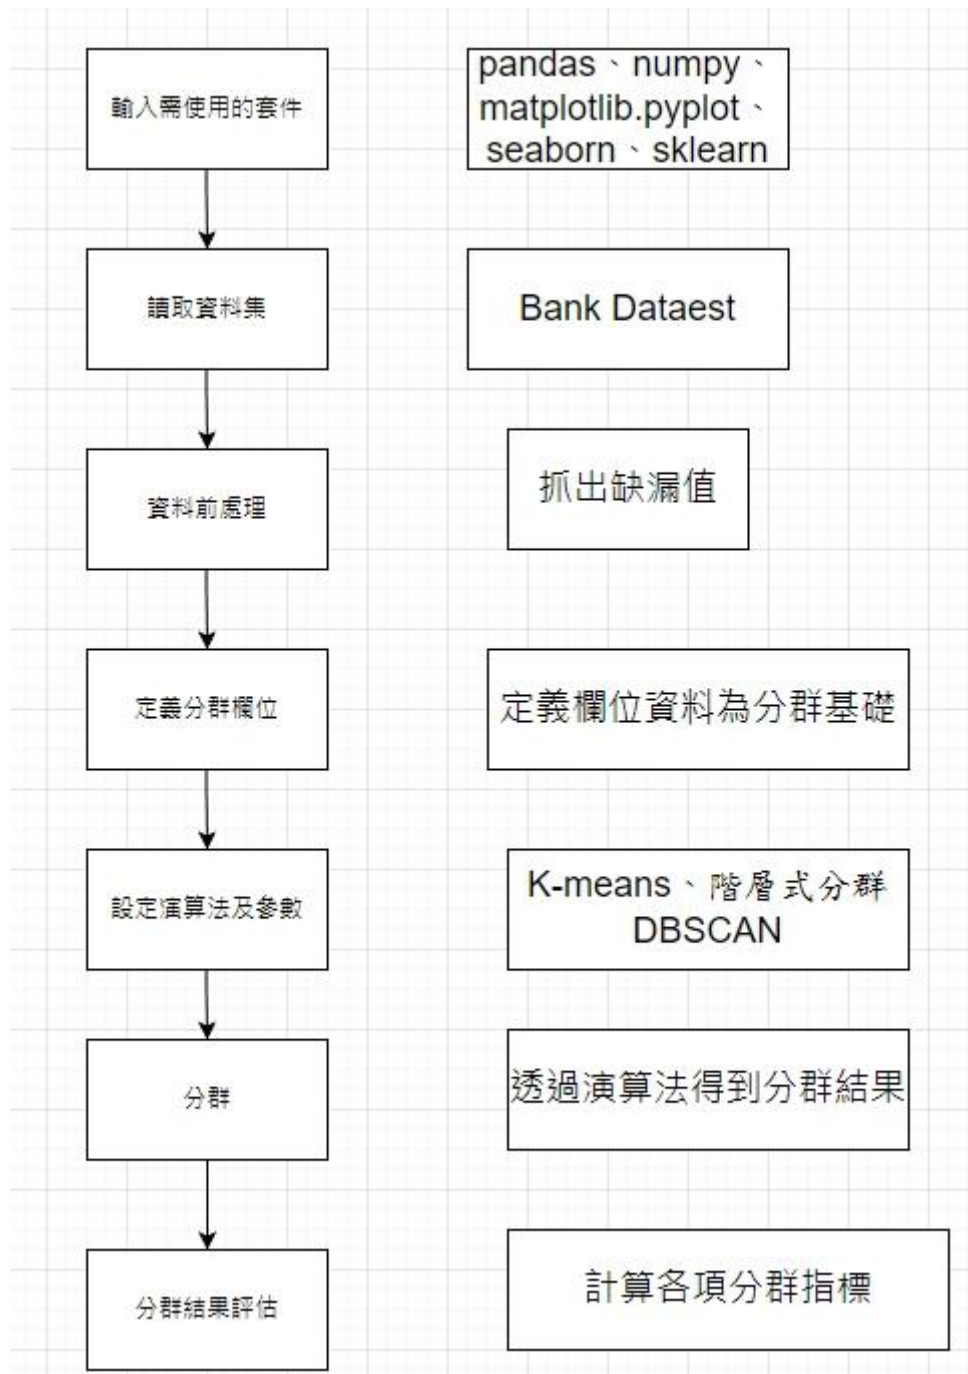 輸入需使用的套件
pandas、numpy、
matplotlib.pyplot、
seaborn、sklearn
讀取資料集
Bank Dataest
資料前處理
抓出缺漏值
定義分群欄位
定義欄位資料為分群基礎
設定演算法及參數
K-means、階層式分群
DBSCAN
分群
透過演算法得到分群結果
分群結果評估
計算各項分群指標